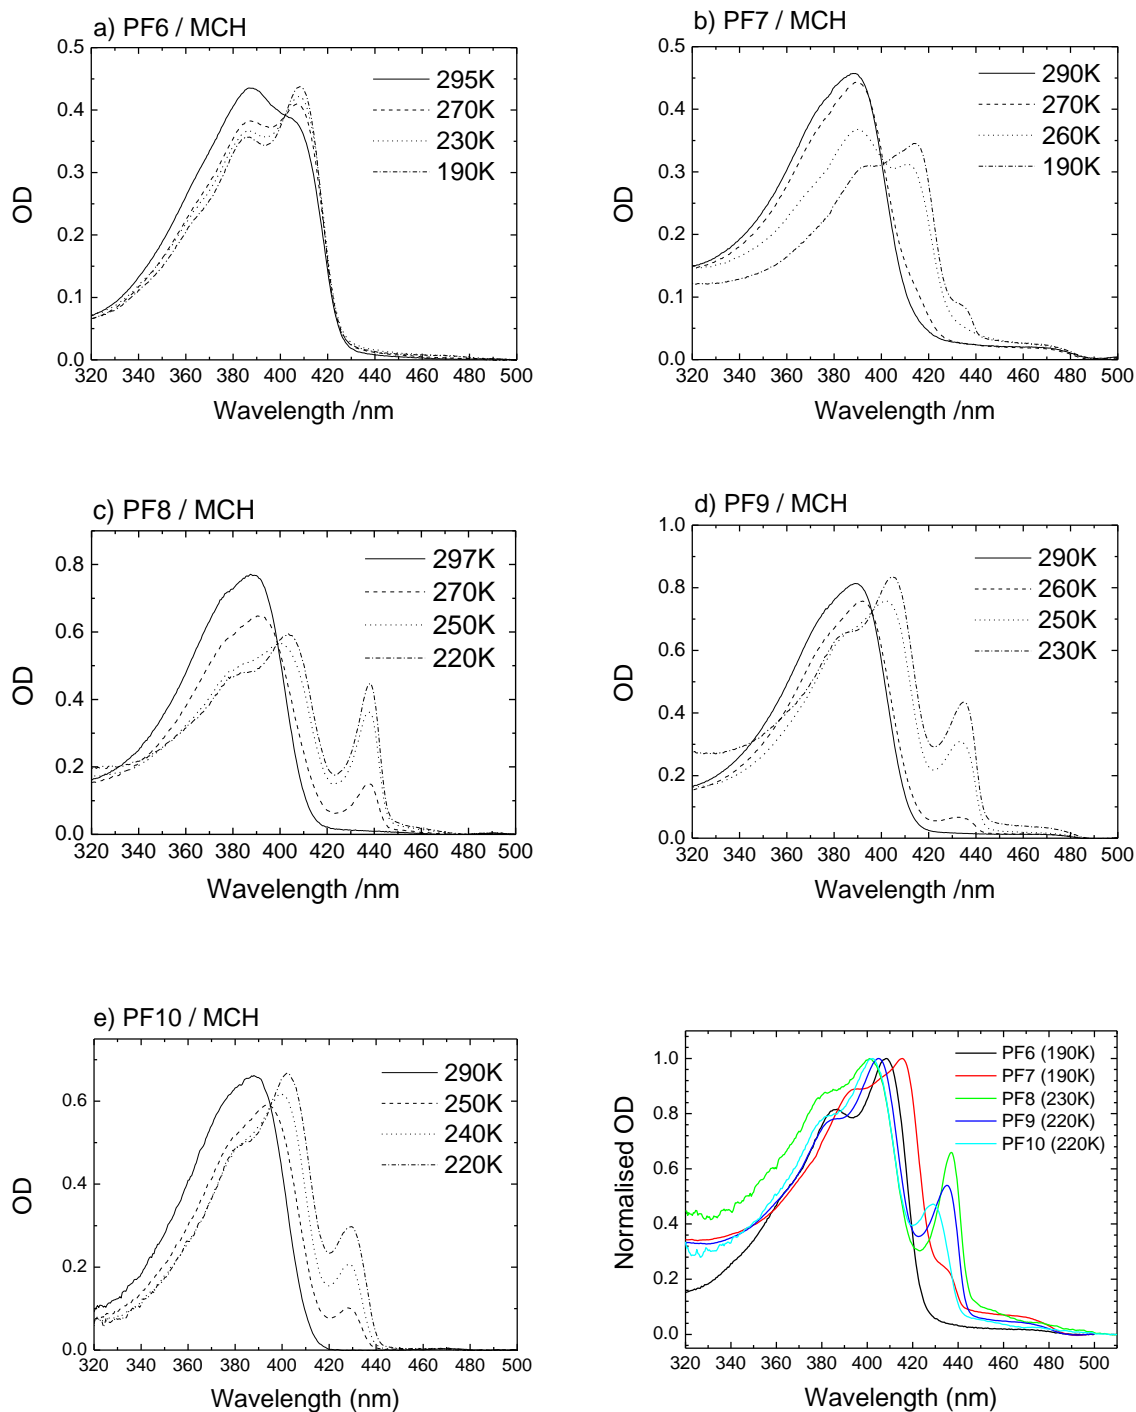 a) PF6 / MCH
0.5
0.4
0.3
0.2
0.1
0.0
OD
295K
270K
230K
190K
320 340 360 380 400 420 440 460 480 500
Wavelength /nm
b) PF7 / MCH
0.5
0.4
0.3
0.2
0.1
0.0
OD
290K
270K
260K
190K
320 340 360 380 400 420 440 460 480 500
Wavelength /nm
c) PF8 / MCH
0.8
0.6
0.4
0.2
0.0
OD
297K
270K
250K
220K
320 340 360 380 400 420 440 460 480 500
Wavelength /nm
d) PF9 / MCH
1.0
0.8
0.6
0.4
0.2
0.0
OD
290K
260K
250K
230K
320 340 360 380 400 420 440 460 480 500
Wavelength /nm
e) PF10 / MCH
0.6
0.4
0.2
0.0
OD
290K
250K
240K
220K
320 340 360 380 400 420 440 460 480 500
Wavelength (nm)
1.0
0.8
0.6
0.4
0.2
0.0
Normalised OD
PF6 (190K)
PF7 (190K)
PF8 (230K)
PF9 (220K)
PF10 (220K)
320 340 360 380 400 420 440 460 480 500
Wavelength (nm)